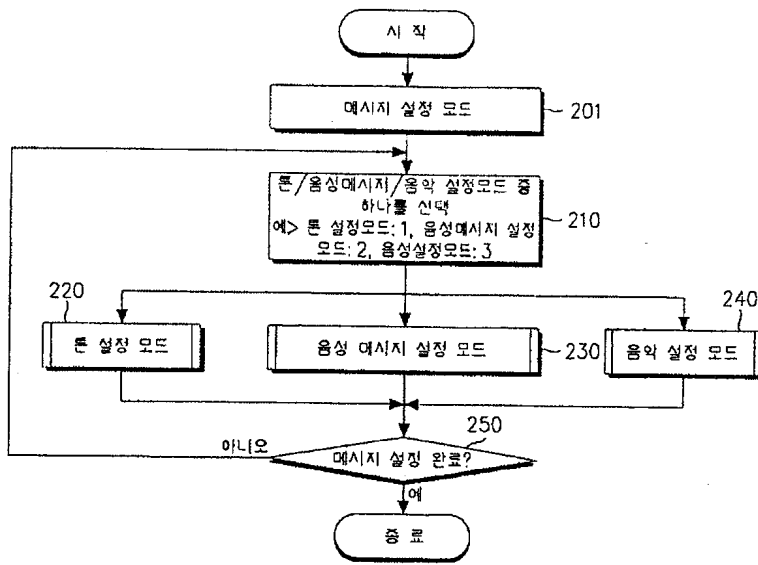 시 작
메시지 설정 모드
201
톤/음성메시지/음악 설정모드 중
하나를 선택
예> 톤 설정모드: 1, 음성메시지 설정
모드: 2, 음성설정모드: 3
210
220
톤 설정 모드
음성 메시지 설정 모드
230
240
음악 설정 모드
250
아니오
메시지 설정 완료?
예
종 료